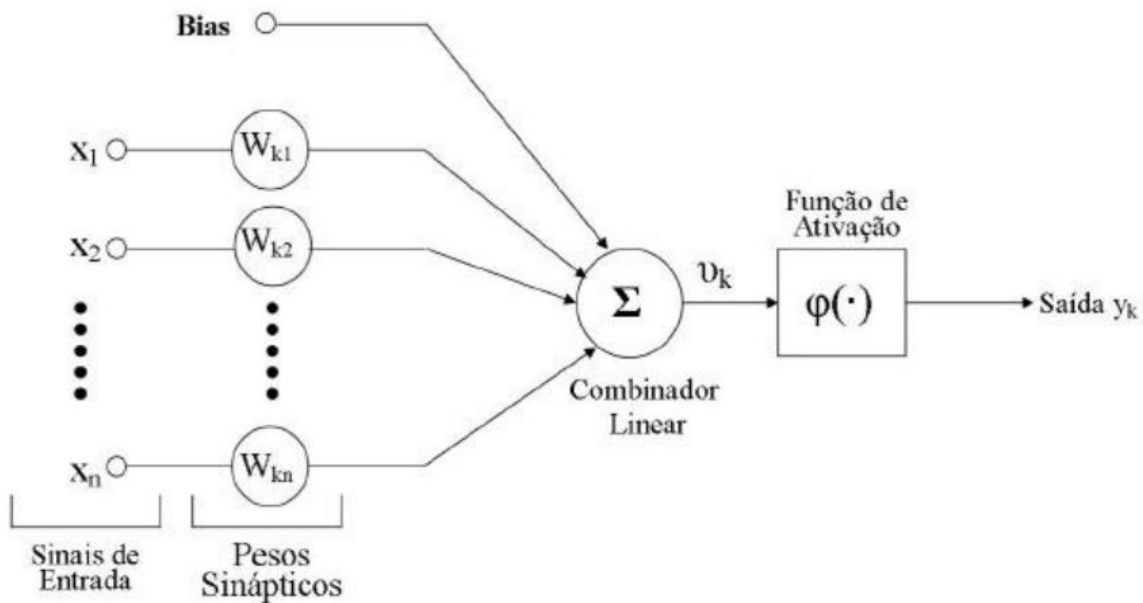 Bias
x1
Wk1
x2
Wk2
xn
Wkn
Sinais de
Entrada
Pesos
Sinápticos
Σ
Combinador
Linear
υk
Função de
Ativação
φ(·)
Saída yk